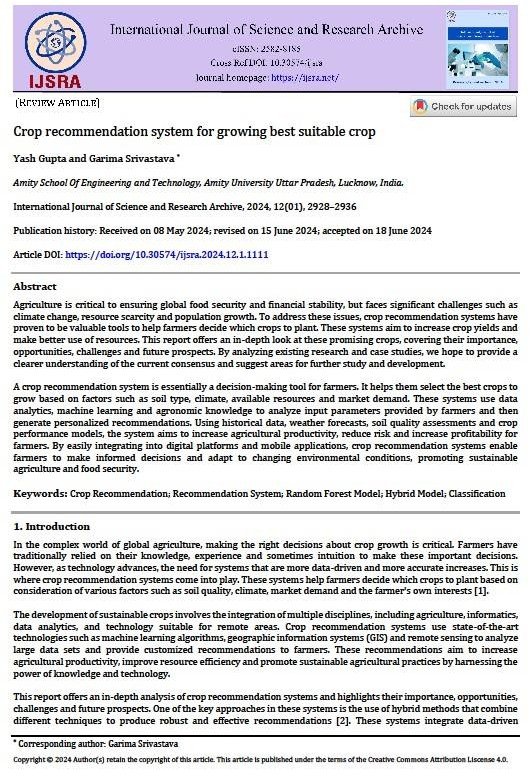 International Journal of Science and Research Archive
eISSN: 2582-8185
Cross Ref DOI: 10.30574/ijsra
Journal homepage: https://ijsra.net/
IJSRA
(REVIEW ARTICLE)
Check for updates
Crop recommendation system for growing best suitable crop
Yash Gupta and Garima Srivastava *
Amity School Of Engineering and Technology, Amity University Uttar Pradesh, Lucknow, India.
International Journal of Science and Research Archive, 2024, 12(01), 2928–2936
Publication history: Received on 08 May 2024; revised on 15 June 2024; accepted on 18 June 2024
Article DOI: https://doi.org/10.30574/ijsra.2024.12.1.1111
Abstract
Agriculture is critical to ensuring global food security and financial stability, but faces significant challenges such as
climate change, resource scarcity and population growth. To address these issues, crop recommendation systems have
proven to be valuable tools to help farmers decide which crops to plant. These systems aim to increase crop yields and
make better use of resources. This report offers an in-depth look at these promising crops, covering their importance,
opportunities, challenges and future prospects. By analyzing existing research and case studies, we hope to provide a
clearer understanding of the current consensus and suggest areas for further study and development.
A crop recommendation system is essentially a decision-making tool for farmers. It helps them select the best crops to
grow based on factors such as soil type, climate, available resources and market demand. These systems use data
analytics, machine learning and agronomic knowledge to analyze input parameters provided by farmers and then
generate personalized recommendations. Using historical data, weather forecasts, soil quality assessments and crop
performance models, the system aims to increase agricultural productivity, reduce risk and increase profitability for
farmers. By easily integrating into digital platforms and mobile applications, crop recommendation systems enable
farmers to make informed decisions and adapt to changing environmental conditions, promoting sustainable
agriculture and food security.
Keywords: Crop Recommendation; Recommendation System; Random Forest Model; Hybrid Model; Classification
1. Introduction
In the complex world of global agriculture, making the right decisions about crop growth is critical. Farmers have
traditionally relied on their knowledge, experience and sometimes intuition to make these important decisions.
However, as technology advances, the need for systems that are more data-driven and more accurate increases. This is
where crop recommendation systems come into play. These systems help farmers decide which crops to plant based on
consideration of various factors such as soil quality, climate, market demand and the farmer's own interests [1].
The development of sustainable crops involves the integration of multiple disciplines, including agriculture, informatics,
data analytics, and technology suitable for remote areas. Crop recommendation systems use state-of-the-art
technologies such as machine learning algorithms, geographic information systems (GIS) and remote sensing to analyze
large data sets and provide customized recommendations to farmers. These recommendations aim to increase
agricultural productivity, improve resource efficiency and promote sustainable agricultural practices by harnessing the
power of knowledge and technology.
This report offers an in-depth analysis of crop recommendation systems and highlights their importance, opportunities,
challenges and future prospects. One of the key approaches in these systems is the use of hybrid methods that combine
different techniques to produce robust and effective recommendations [2]. These systems integrate data-driven
* Corresponding author: Garima Srivastava
Copyright © 2024 Author(s) retain the copyright of this article. This article is published under the terms of the Creative Commons Attribution Liscense 4.0.